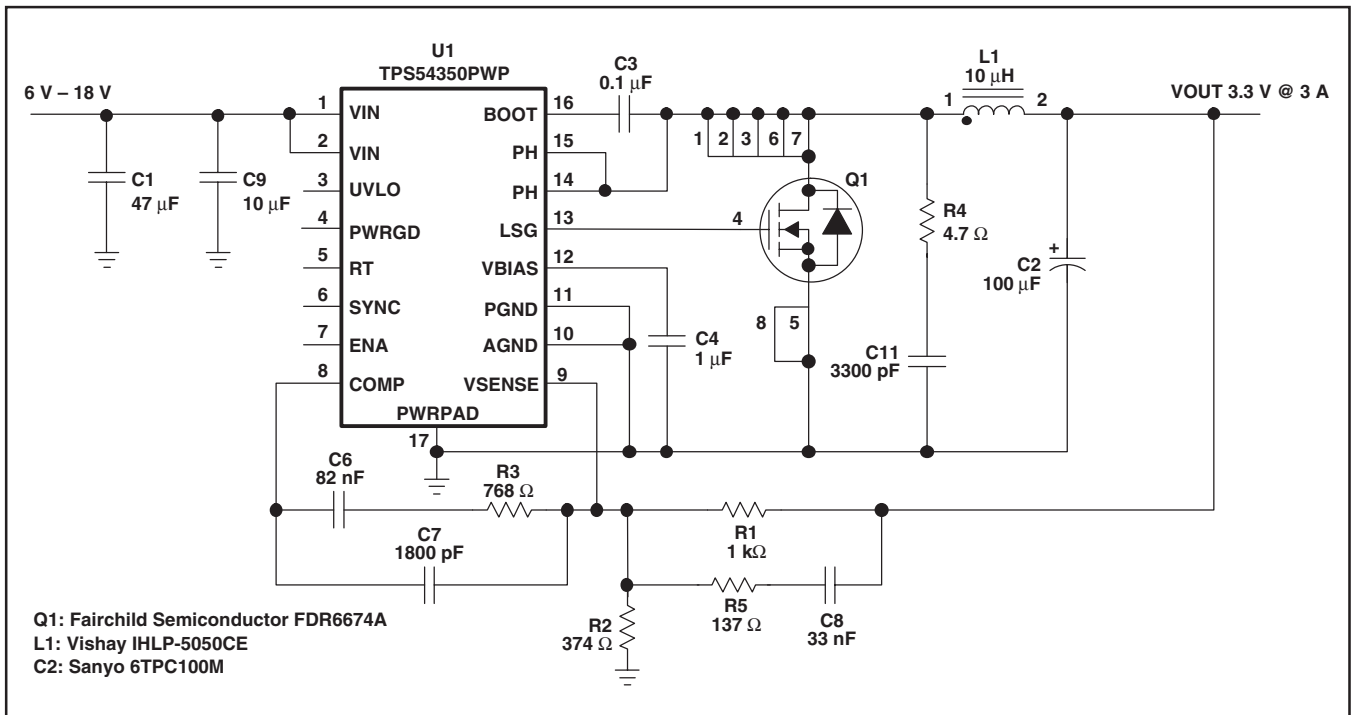 U1
TPS54350PWP
6 V – 18 V
C1
47 μF
C9
10 μF
1
VIN
2
VIN
3
UVLO
4
PWRGD
5
RT
6
SYNC
7
ENA
8
COMP
BOOT
16
PH
15
PH
14
LSG
13
VBIAS
12
PGND
11
AGND
10
VSENSE
9
PWRPAD
17
C3
0.1 μF
1 2 3 6 7
4
Q1
8 5
C4
1 μF
R4
4.7 Ω
C11
3300 pF
L1
10 μH
1 2
VOUT 3.3 V @ 3 A
+
C2
100 μF
C6
82 nF
R3
768 Ω
C7
1800 pF
R1
1 kΩ
R5
137 Ω
C8
33 nF
R2
374 Ω
Q1: Fairchild Semiconductor FDR6674A
L1: Vishay IHLP-5050CE
C2: Sanyo 6TPC100M